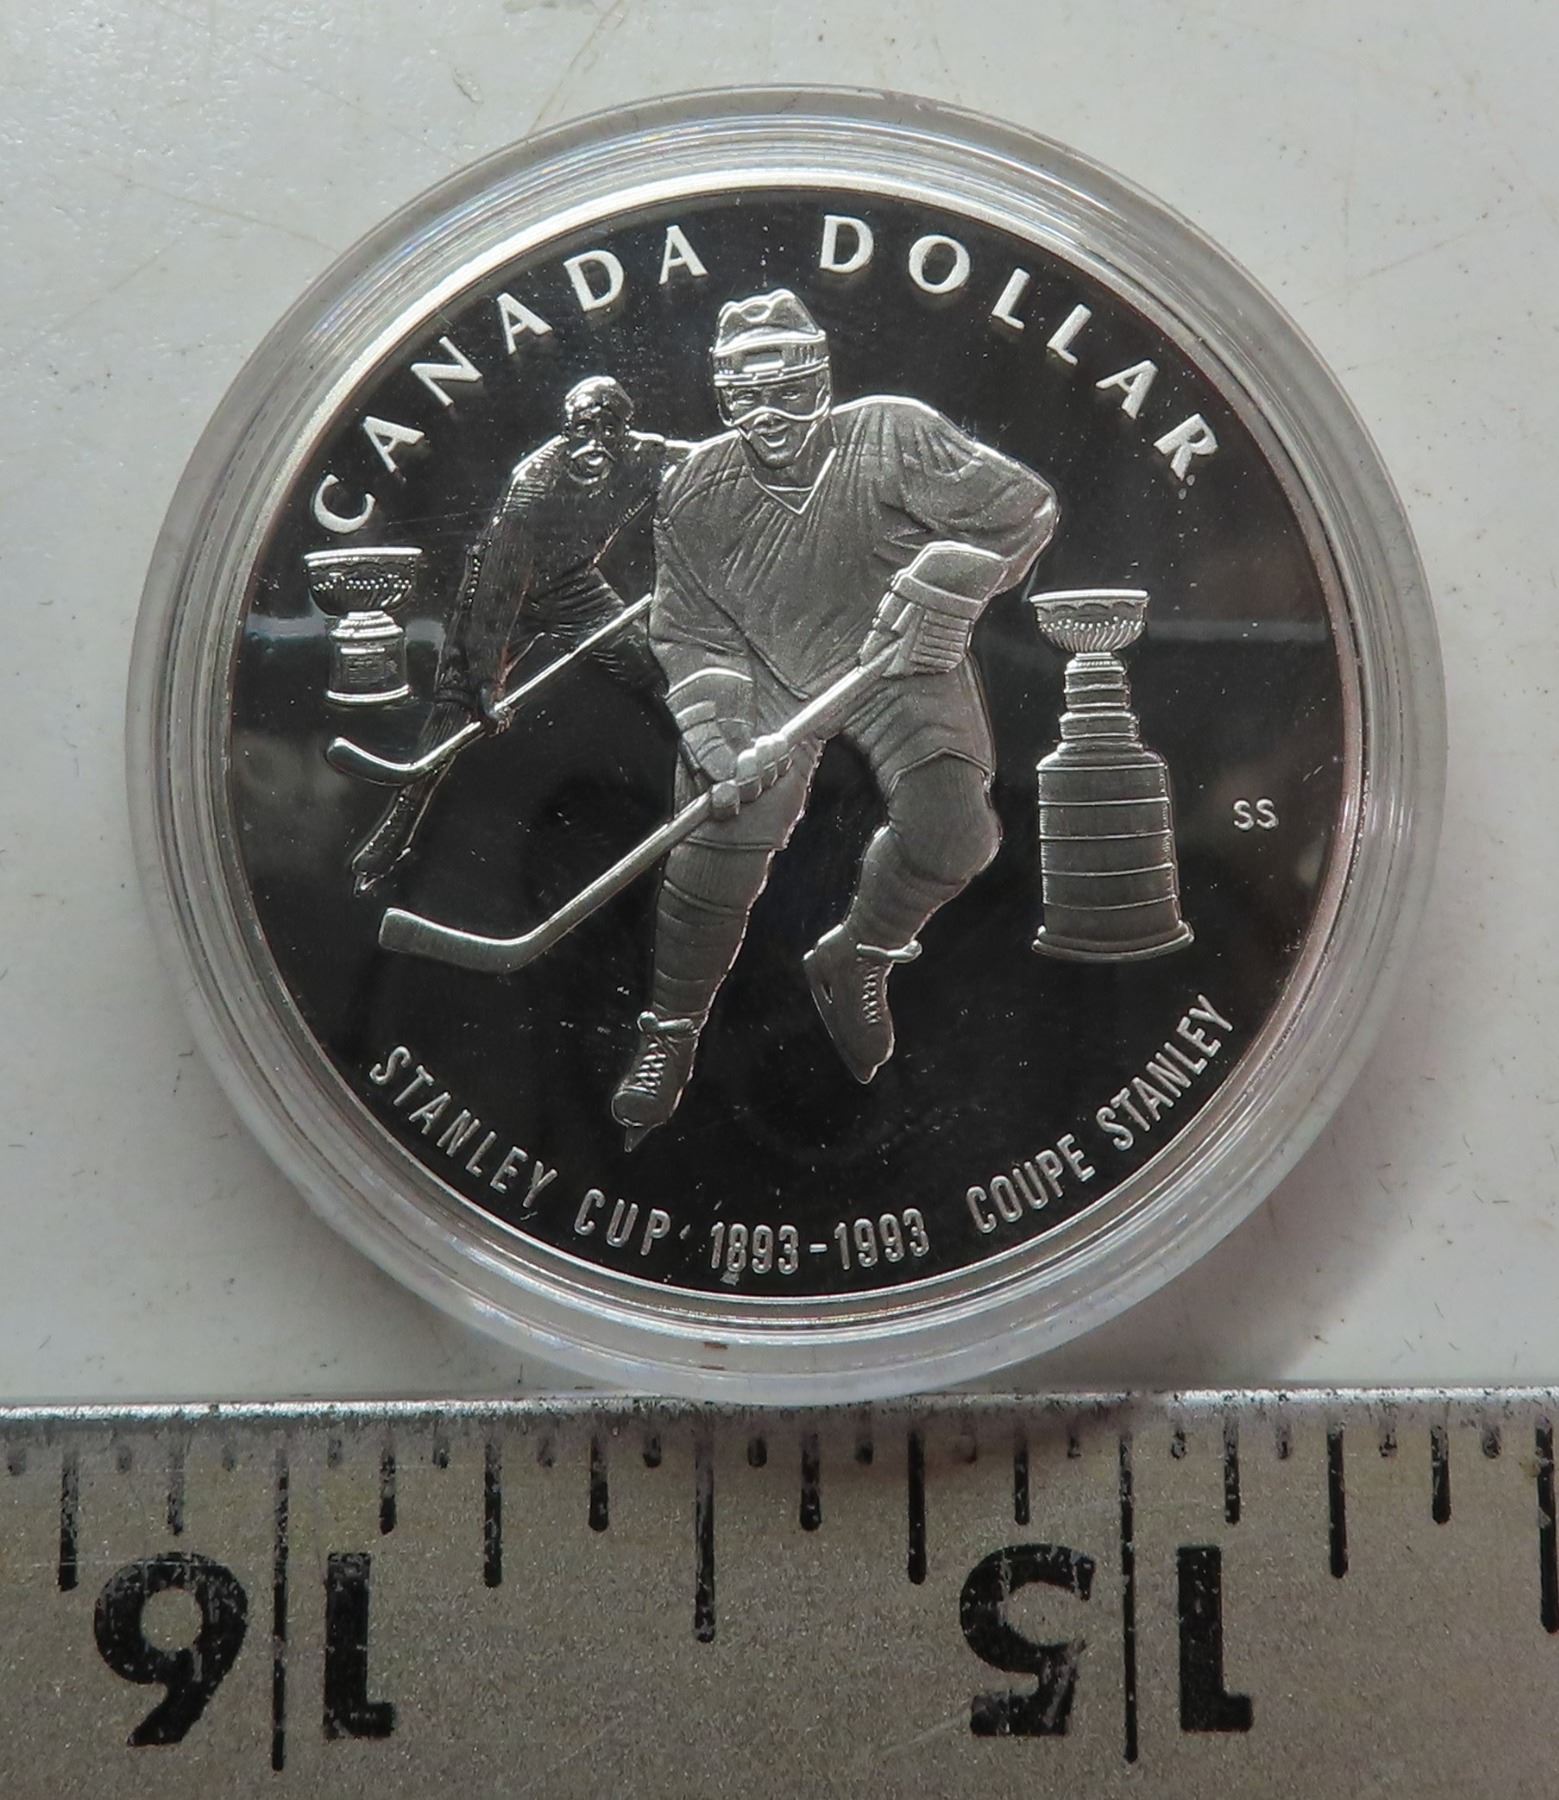 CANADA DOLLAR
SS
STANLEY CUP 1893-1993 COUPE STANLEY
16 15